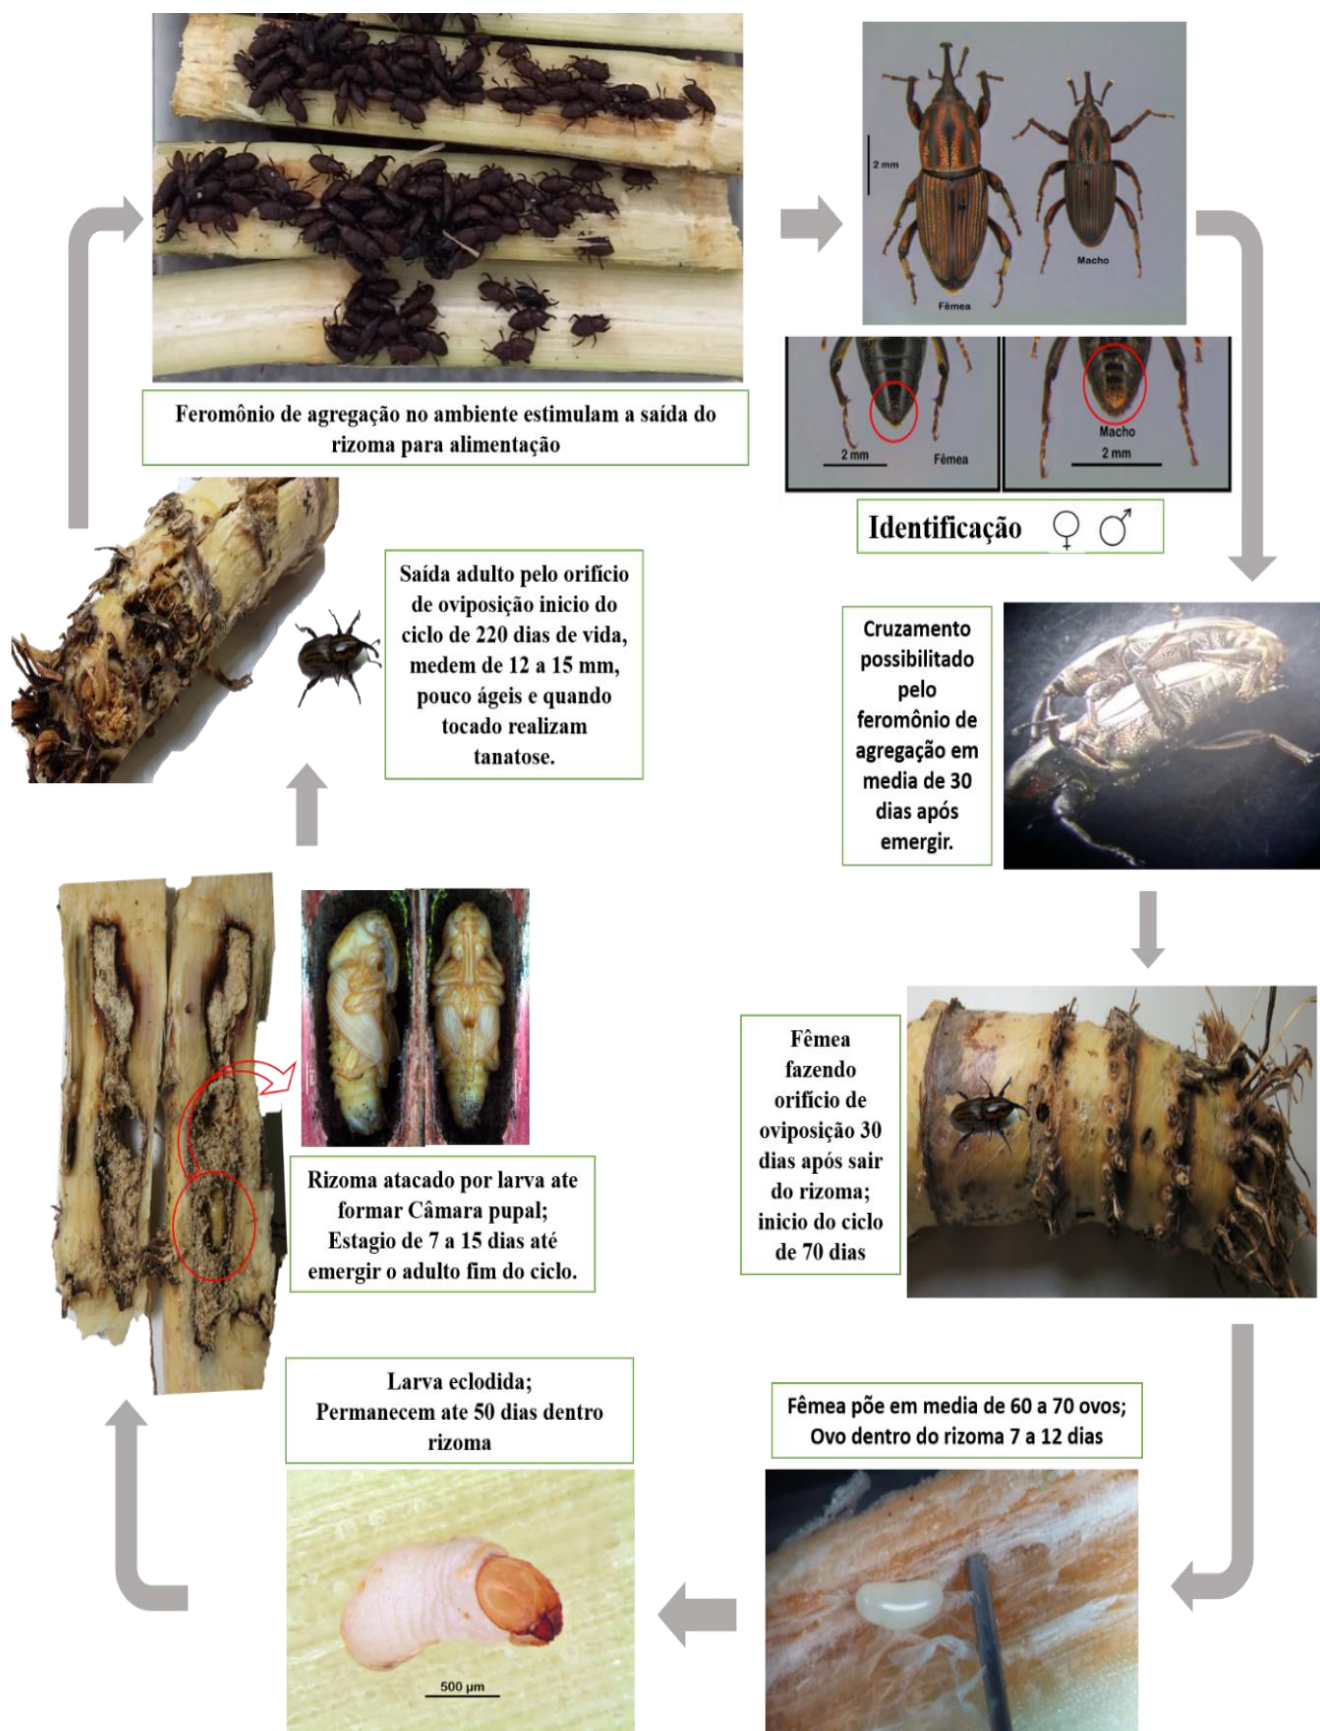 Feromônio de agregação no ambiente estimulam a saída do
rizoma para alimentação
2 mm
Fêmea
Macho
2 mm
Fêmea
Macho
2 mm
Identificação ♀ ♂
Saída adulto pelo orifício
de oviposição inicio do
ciclo de 220 dias de vida,
medem de 12 a 15 mm,
pouco ágeis e quando
tocado realizam
tanatose.
Cruzamento
possibilitado
pelo
feromônio de
agregação em
media de 30
dias após
emergir.
Fêmea
fazendo
orifício de
oviposição 30
dias após sair
do rizoma;
inicio do ciclo
de 70 dias
Rizoma atacado por larva ate
formar Câmara pupal;
Estagio de 7 a 15 dias até
emergir o adulto fim do ciclo.
Larva eclodida;
Permanecem ate 50 dias dentro
rizoma
Fêmea põe em media de 60 a 70 ovos;
Ovo dentro do rizoma 7 a 12 dias
500 µm